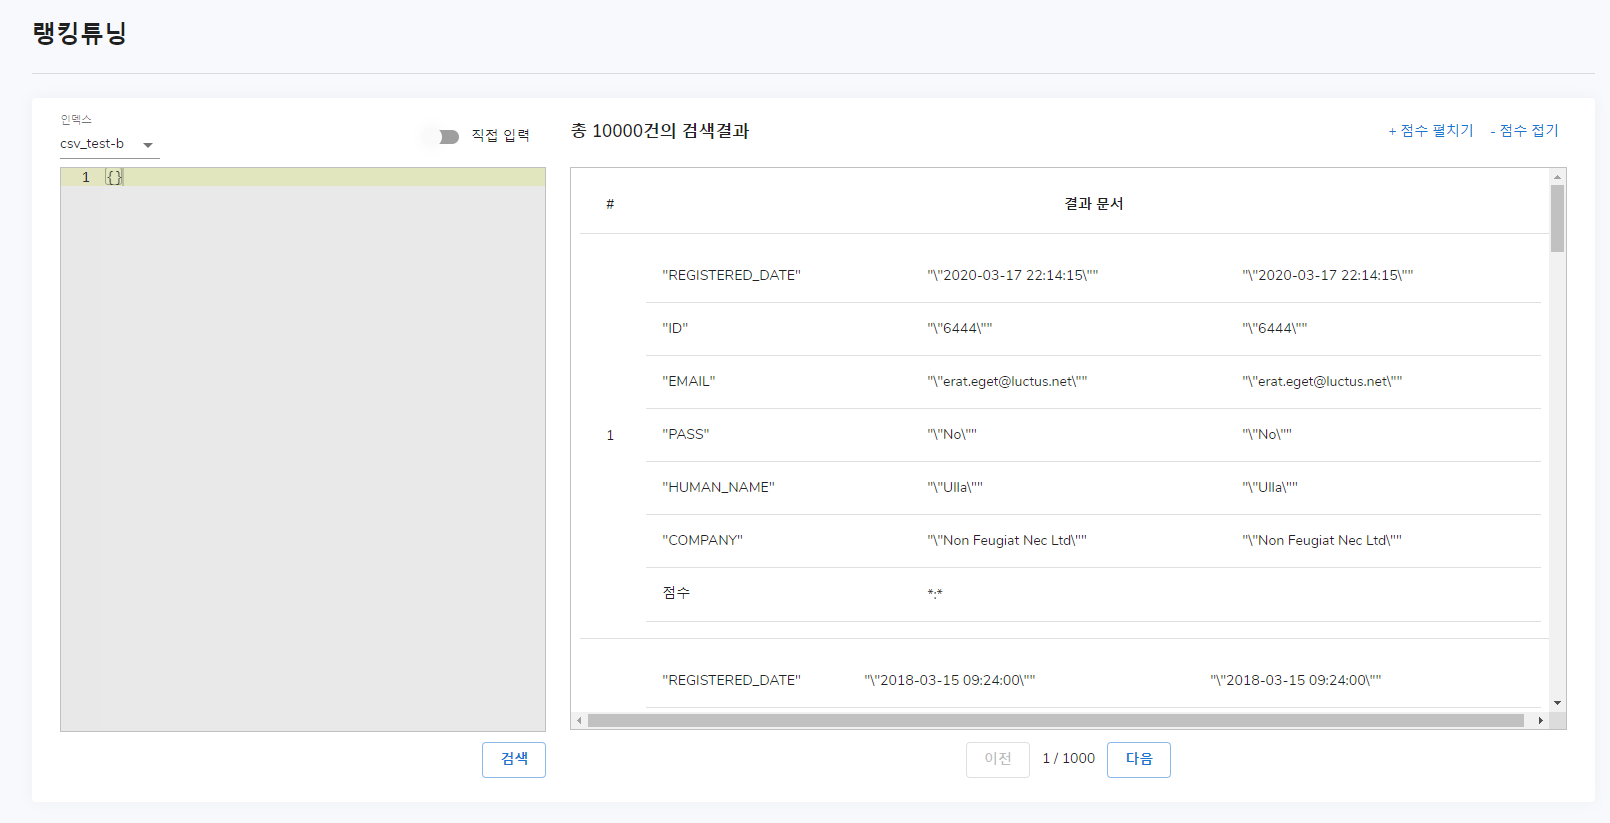 랭킹튜닝
인덱스
csv_test-b
직접 입력
1 {}
검색
총 10000건의 검색결과
+ 점수 펼치기 - 점수 접기
# 결과 문서
1
"REGISTERED_DATE" "\"2020-03-17 22:14:15\"" "\"2020-03-17 22:14:15\""
"ID" "\"6444\"" "\"6444\""
"EMAIL" "\"erat.eget@luctus.net\"" "\"erat.eget@luctus.net\""
"PASS" "\"No\"" "\"No\""
"HUMAN_NAME" "\"Ulla\"" "\"Ulla\""
"COMPANY" "\"Non Feugiat Nec Ltd\"" "\"Non Feugiat Nec Ltd\""
점수 *:*
"REGISTERED_DATE" "\"2018-03-15 09:24:00\"" "\"2018-03-15 09:24:00\""
이전 1 / 1000 다음